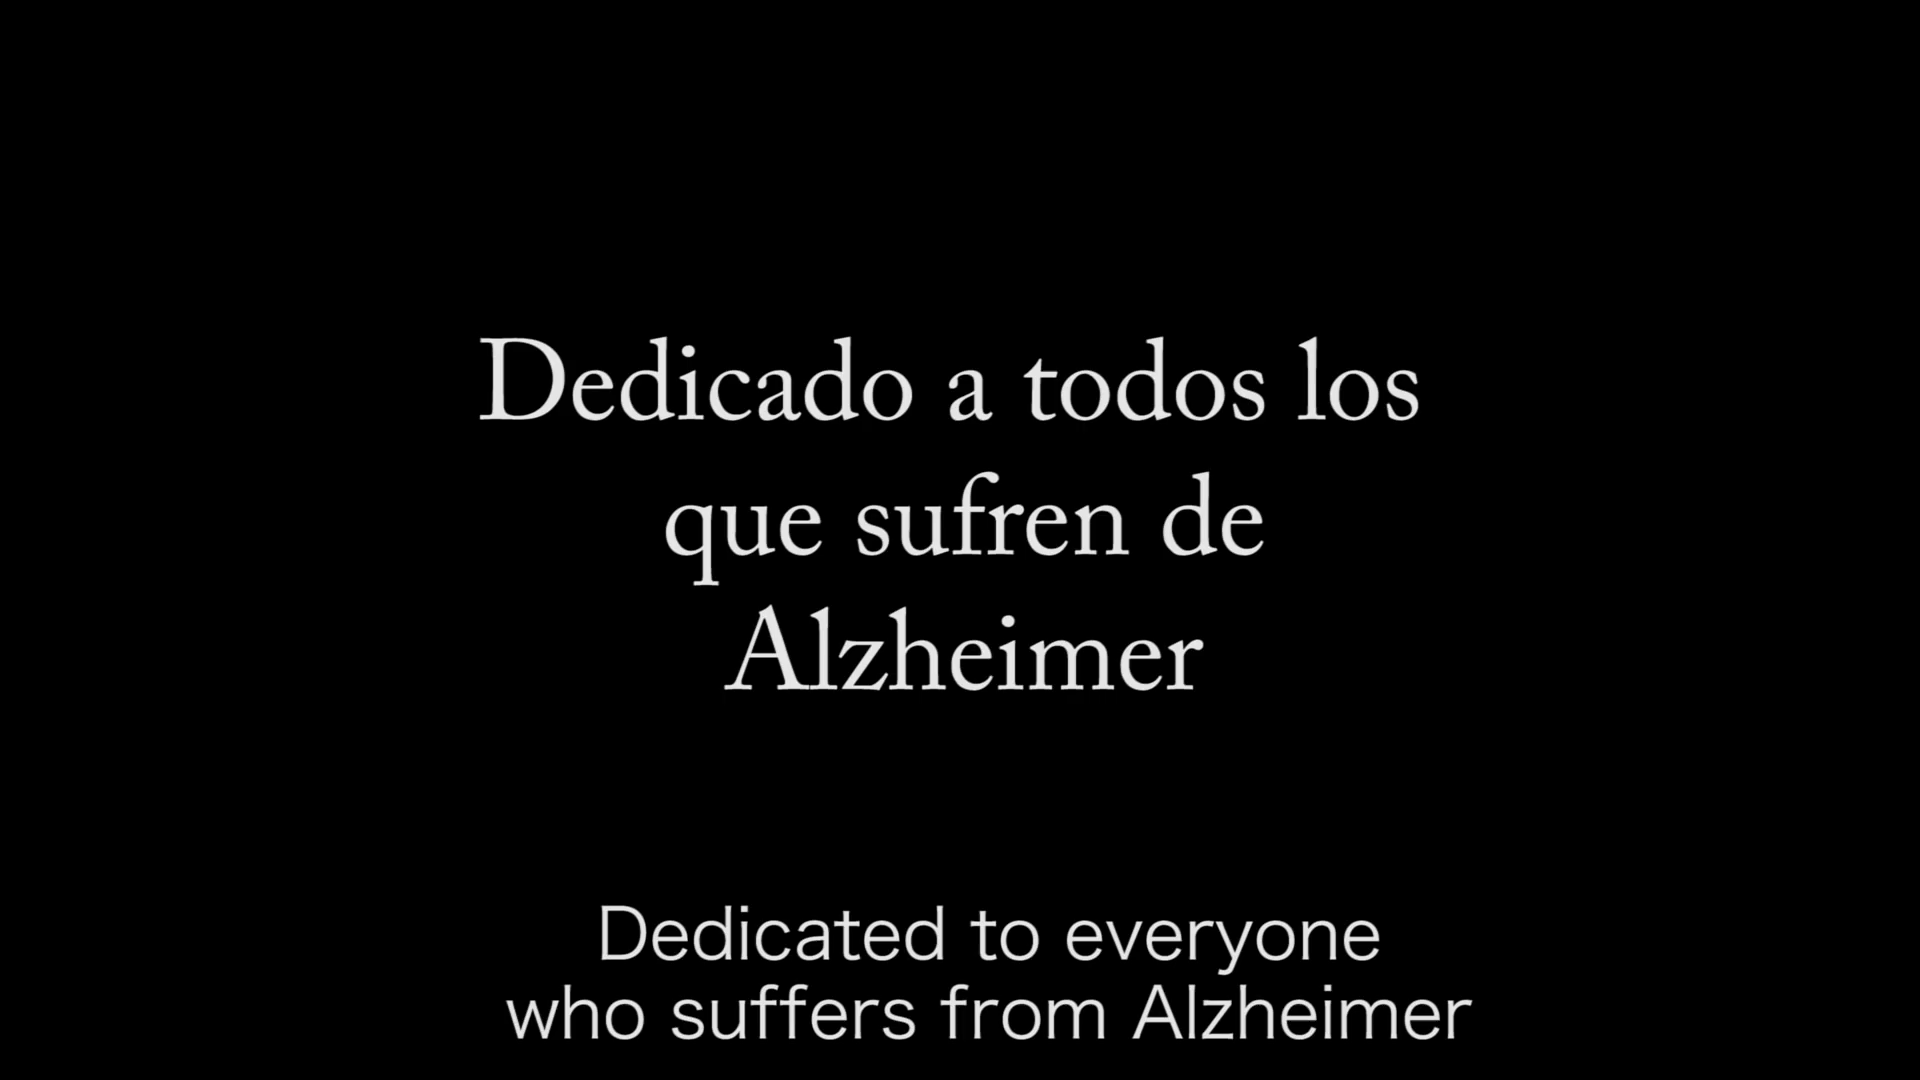 Dedicado a todos los
que sufren de
Alzheimer
Dedicated to everyone
who suffers from Alzheimer